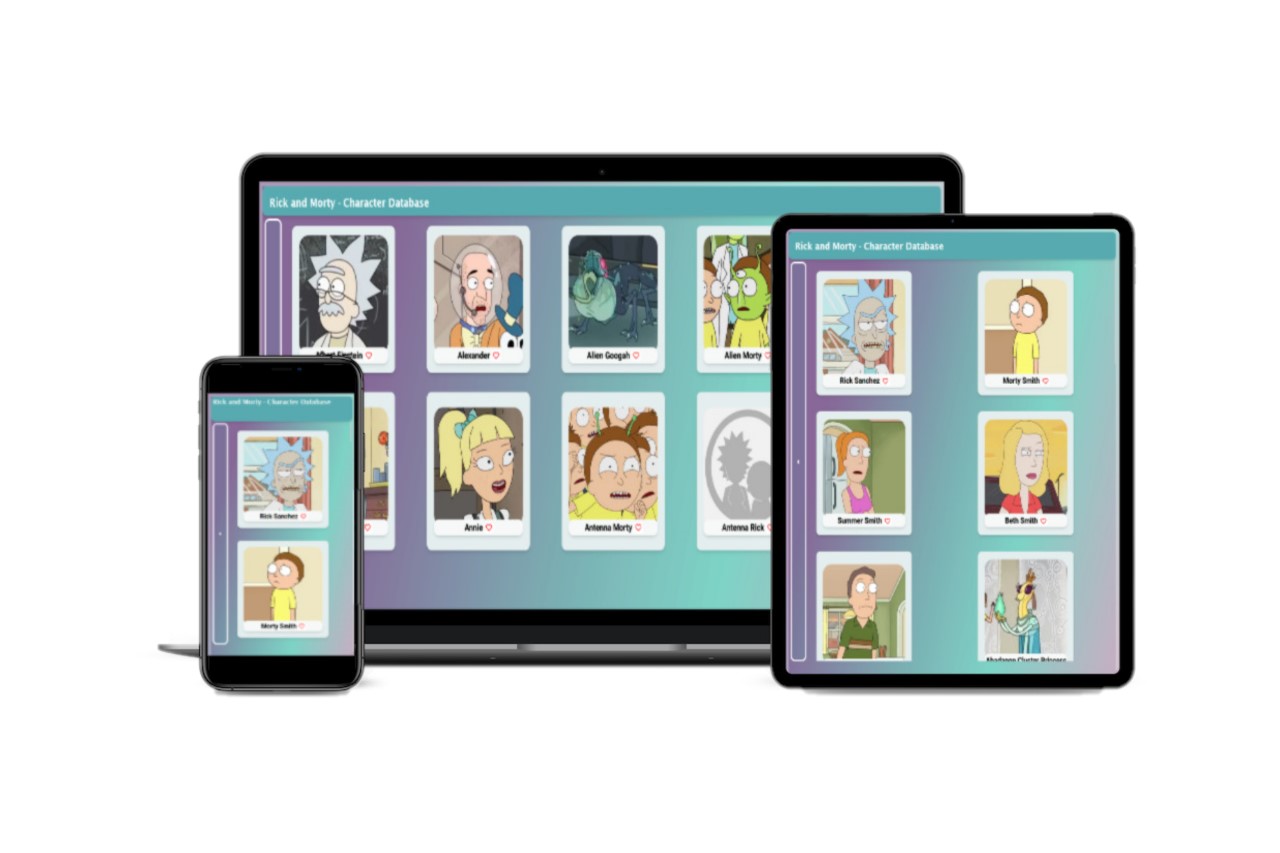 Rick and Morty - Character Database
Albert Einstein
Alexander
Alien Googah
Alien Morty
Annie
Antenna Morty
Antenna Rick
Rick and Morty - Character Database
Rick Sanchez
Morty Smith
Rick and Morty - Character Database
Rick Sanchez
Morty Smith
Summer Smith
Beth Smith
Abadango Cluster Princess